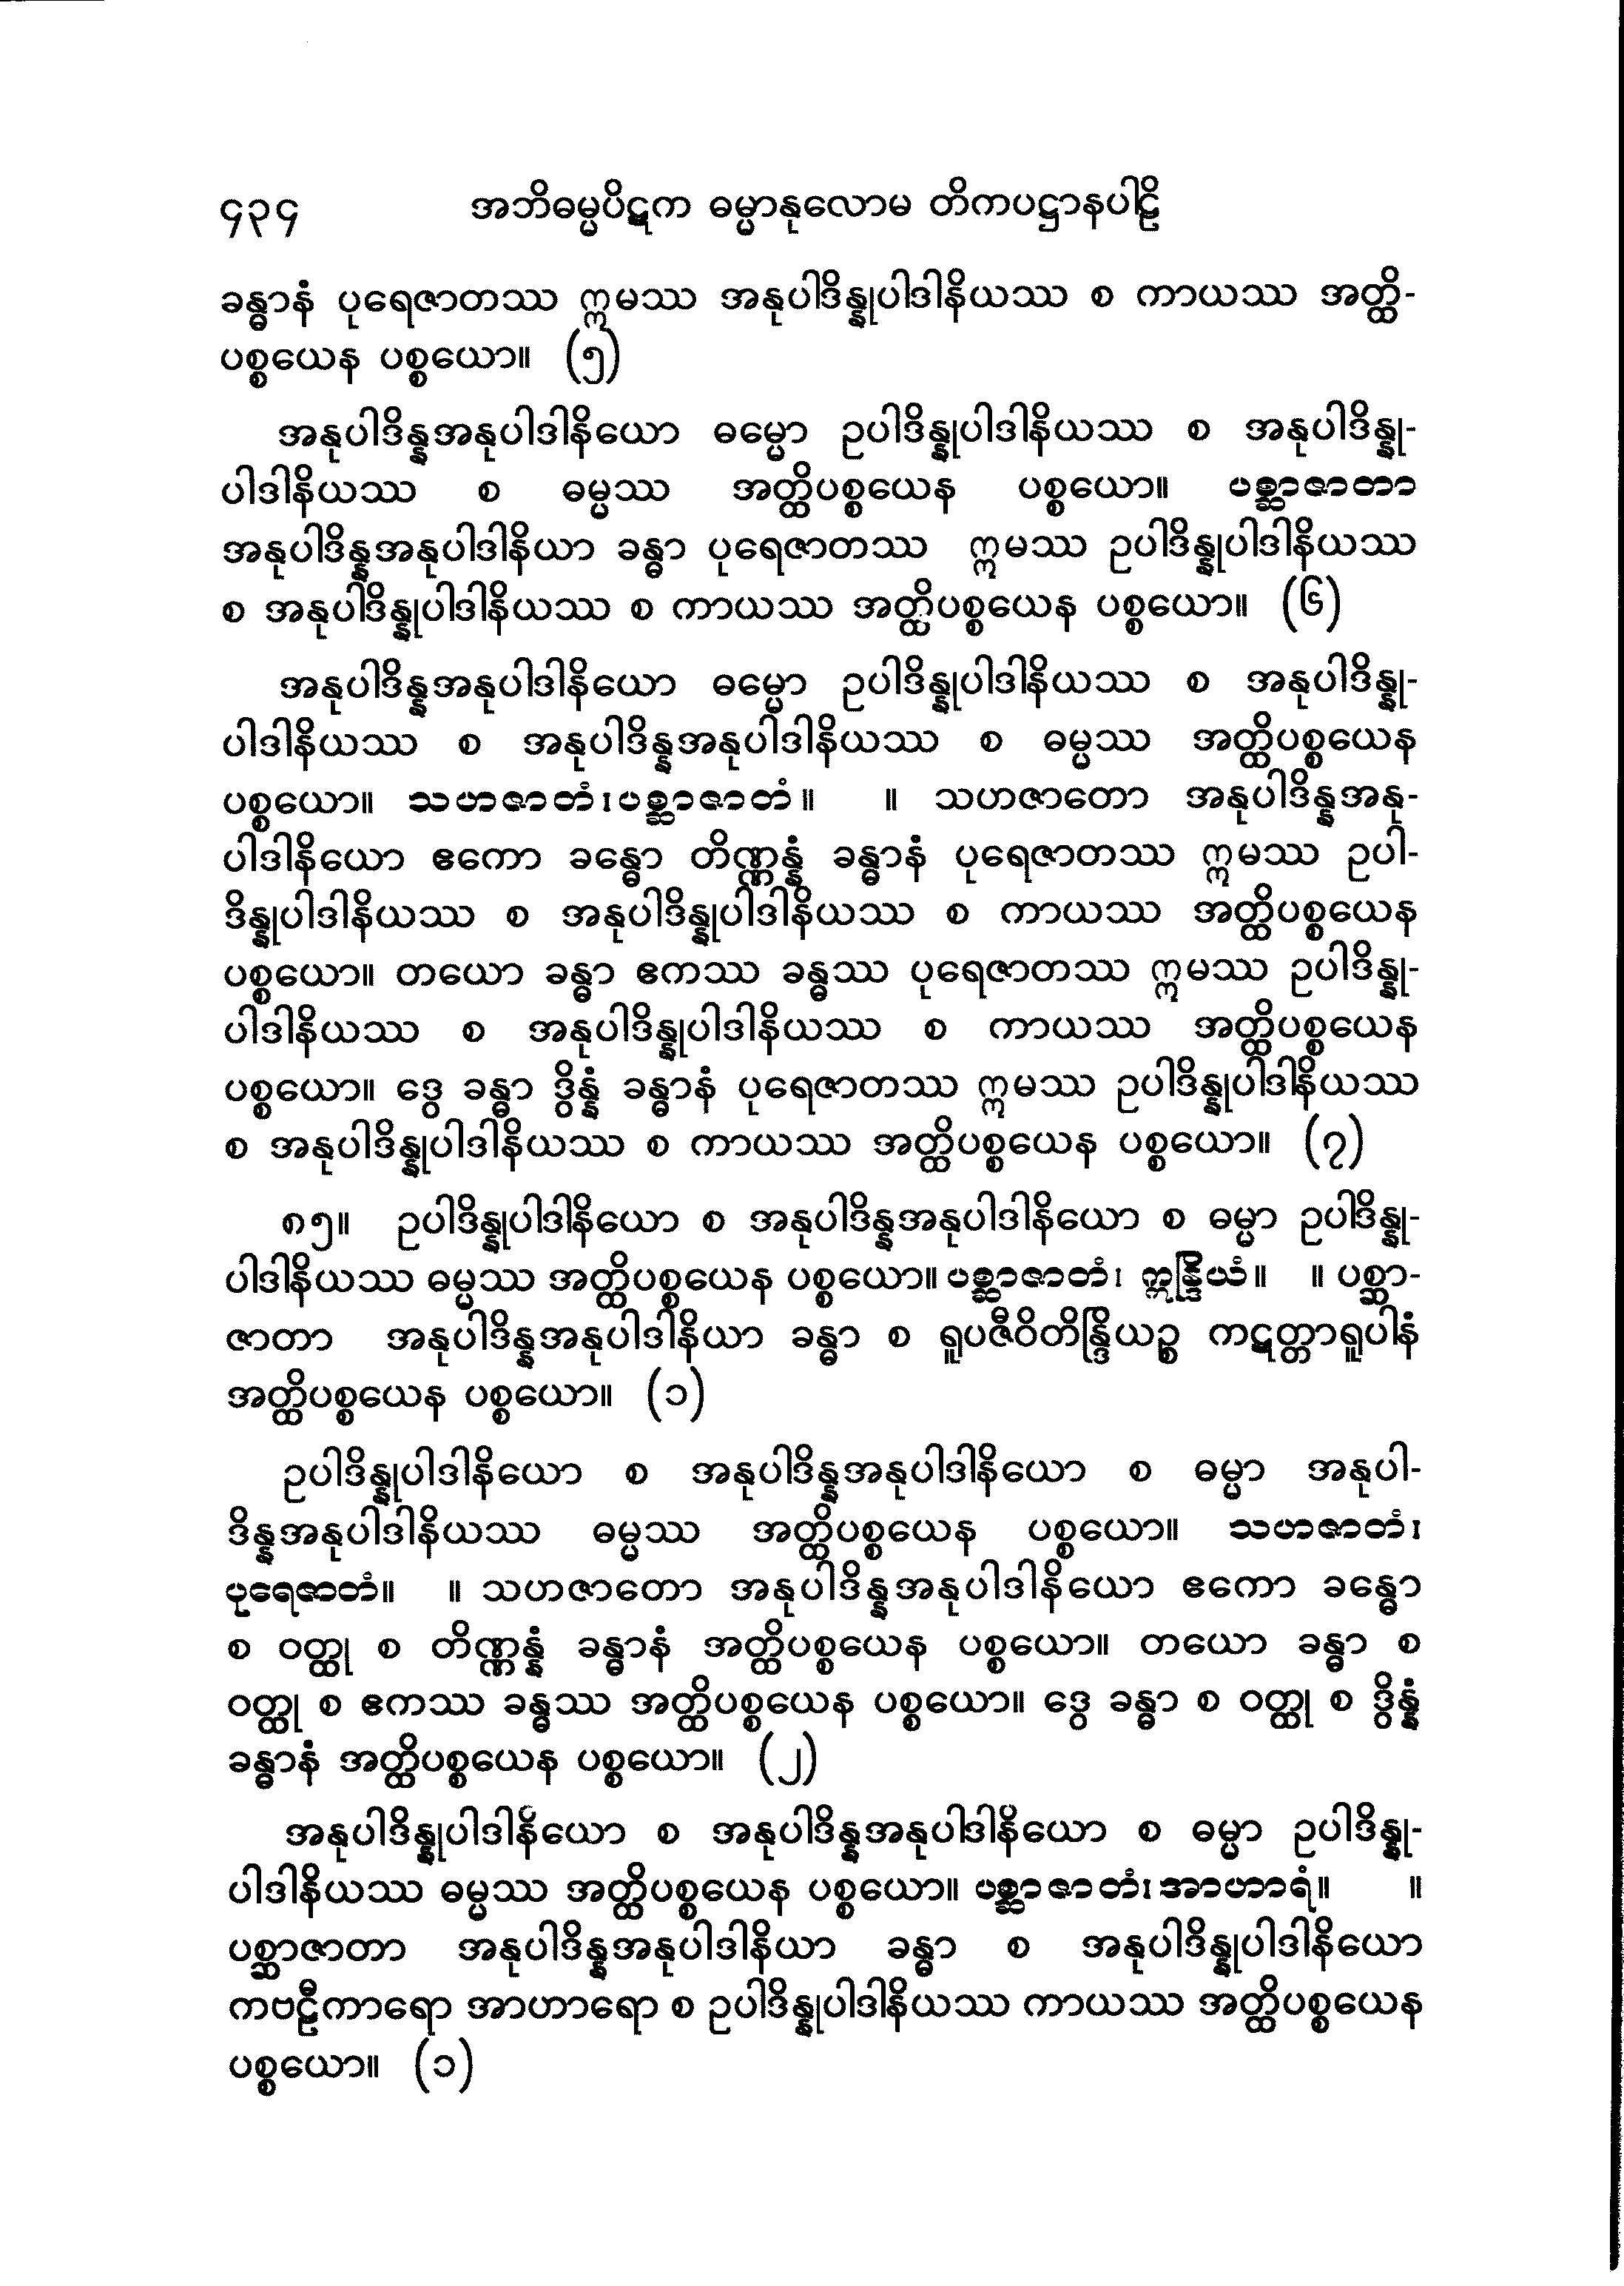 ၄၃၄ အဘိဓမ္မပိဋက ဓမ္မာနုလောမ တိကပဋ္ဌာနပါဠိ
ခန္ဓာနံ ပုရေဇာတဿ ဣမဿ အနုပါဒိန္နုပါဒါနိယဿ စ ကာယဿ အတ္ထိ-
ပစ္စယေန ပစ္စယော။ (၅)
အနုပါဒိန္နအနုပါဒါနိယော ဓမ္မော ဥပါဒိန္နုပါဒါနိယဿ စ အနုပါဒိန္နု-
ပါဒါနိယဿ စ ဓမ္မဿ အတ္ထိပစ္စယေန ပစ္စယော။ ပစ္ဆာဇာတာ
အနုပါဒိန္နအနုပါဒါနိယာ ခန္ဓာ ပုရေဇာတဿ ဣမဿ ဥပါဒိန္နုပါဒါနိယဿ
စ အနုပါဒိန္နုပါဒါနိယဿ စ ကာယဿ အတ္ထိပစ္စယေန ပစ္စယော။ (၆)
အနုပါဒိန္နအနုပါဒါနိယော ဓမ္မော ဥပါဒိန္နုပါဒါနိယဿ စ အနုပါဒိန္နု-
ပါဒါနိယဿ စ အနုပါဒိန္နအနုပါဒါနိယဿ စ ဓမ္မဿ အတ္ထိပစ္စယေန
ပစ္စယော။ သဟဇာတံ၊ ပစ္ဆာဇာတံ။ ။ သဟဇာတော အနုပါဒိန္နအနု-
ပါဒါနိယော ဧကော ခန္ဓော တိဏ္ဏန္နံ ခန္ဓာနံ ပုရေဇာတဿ ဣမဿ ဥပါ-
ဒိန္နုပါဒါနိယဿ စ အနုပါဒိန္နုပါဒါနိယဿ စ ကာယဿ အတ္ထိပစ္စယေန
ပစ္စယော။ တယော ခန္ဓာ ဧကဿ ခန္ဓဿ ပုရေဇာတဿ ဣမဿ ဥပါဒိန္နု-
ပါဒါနိယဿ စ အနုပါဒိန္နုပါဒါနိယဿ စ ကာယဿ အတ္ထိပစ္စယေန
ပစ္စယော။ ဒွေ ခန္ဓာ ဒွိန္နံ ခန္ဓာနံ ပုရေဇာတဿ ဣမဿ ဥပါဒိန္နုပါဒါနိယဿ
စ အနုပါဒိန္နုပါဒါနိယဿ စ ကာယဿ အတ္ထိပစ္စယေန ပစ္စယော။ (၇)
၈၅။ ဥပါဒိန္နုပါဒါနိယော စ အနုပါဒိန္နအနုပါဒါနိယော စ ဓမ္မာ ဥပါဒိန္နု-
ပါဒါနိယဿ ဓမ္မဿ အတ္ထိပစ္စယေန ပစ္စယော။ ပစ္ဆာဇာတံ၊ ဣန္ဒြိယံ။ ။ ပစ္ဆာ-
ဇာတာ အနုပါဒိန္နအနုပါဒါနိယာ ခန္ဓာ စ ရူပဇီဝိတိန္ဒြိယဉ္စ ကဋတ္တာရူပါနံ
အတ္ထိပစ္စယေန ပစ္စယော။ (၁)
ဥပါဒိန္နုပါဒါနိယော စ အနုပါဒိန္နအနုပါဒါနိယော စ ဓမ္မာ အနုပါ-
ဒိန္နအနုပါဒါနိယဿ ဓမ္မဿ အတ္ထိပစ္စယေန ပစ္စယော။ သဟဇာတံ၊
ပုရေဇာတံ။ ။ သဟဇာတော အနုပါဒိန္နအနုပါဒါနိယော ဧကော ခန္ဓော
စ ဝတ္ထု စ တိဏ္ဏန္နံ ခန္ဓာနံ အတ္ထိပစ္စယေန ပစ္စယော။ တယော ခန္ဓာ စ
ဝတ္ထု စ ဧကဿ ခန္ဓဿ အတ္ထိပစ္စယေန ပစ္စယော။ ဒွေ ခန္ဓာ စ ဝတ္ထု စ ဒွိန္နံ
ခန္ဓာနံ အတ္ထိပစ္စယေန ပစ္စယော။ (၂)
အနုပါဒိန္နုပါဒါနိယော စ အနုပါဒိန္နအနုပါဒါနိယော စ ဓမ္မာ ဥပါဒိန္နု-
ပါဒါနိယဿ ဓမ္မဿ အတ္ထိပစ္စယေန ပစ္စယော။ ပစ္ဆာဇာတံ၊ အာဟာရံ။ ။
ပစ္ဆာဇာတာ အနုပါဒိန္နအနုပါဒါနိယာ ခန္ဓာ စ အနုပါဒိန္နုပါဒါနိယော
ကဗဠီကာရော အာဟာရော စ ဥပါဒိန္နုပါဒါနိယဿ ကာယဿ အတ္ထိပစ္စယေန
ပစ္စယော။ (၁)